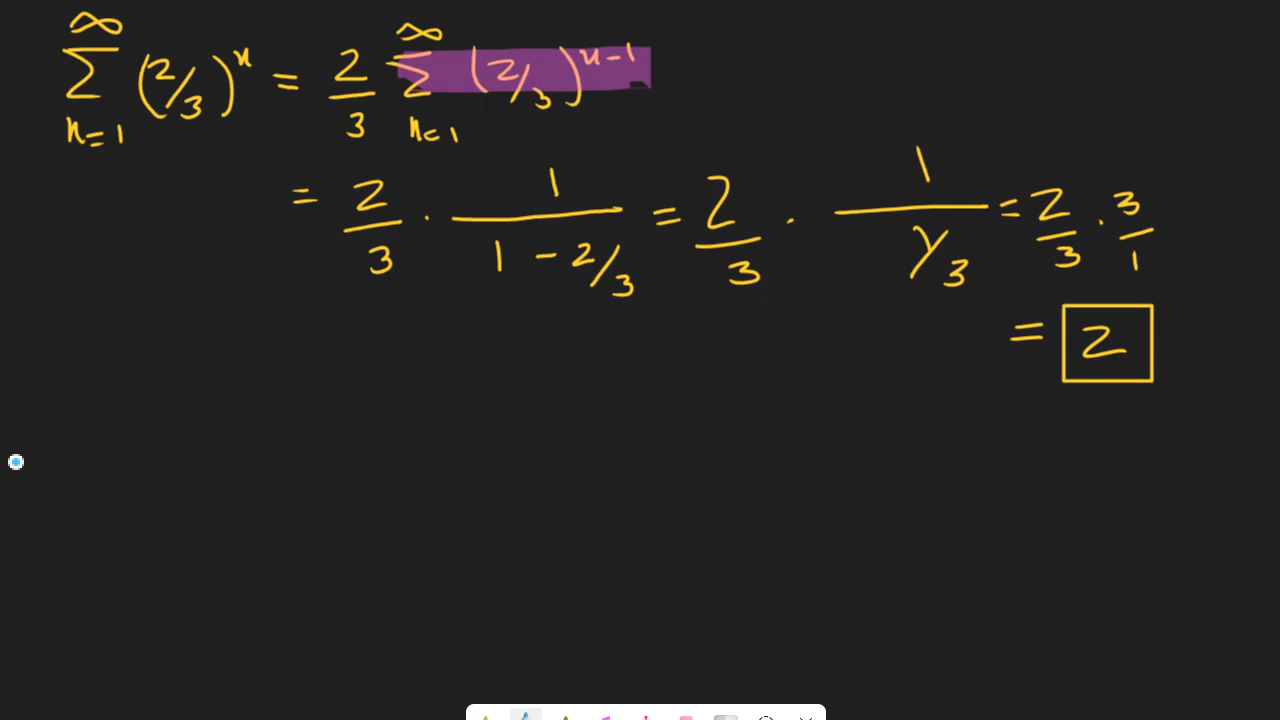 ∞ ∑ n=1 (2/3)^n = 2/3 ∞ ∑ n=1 (2/3)^n-1
= 2/3 · 1/(1 - 2/3) = 2/3 · 1/(1/3) = 2/3 · 3/1
= 2